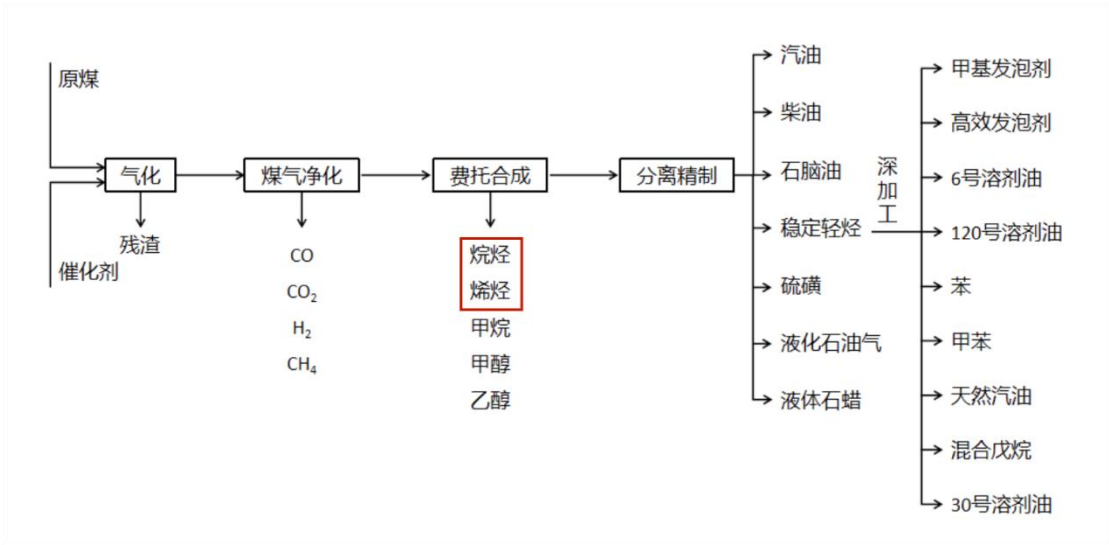 原煤
催化剂
气化
残渣
煤气净化
CO
CO₂
H₂
CH₄
费托合成
烷烃
烯烃
甲烷
甲醇
乙醇
分离精制
汽油
柴油
石脑油
稳定轻烃
硫磺
液化石油气
液体石蜡
深
加
工
甲基发泡剂
高效发泡剂
6号溶剂油
120号溶剂油
苯
甲苯
天然汽油
混合戊烷
30号溶剂油